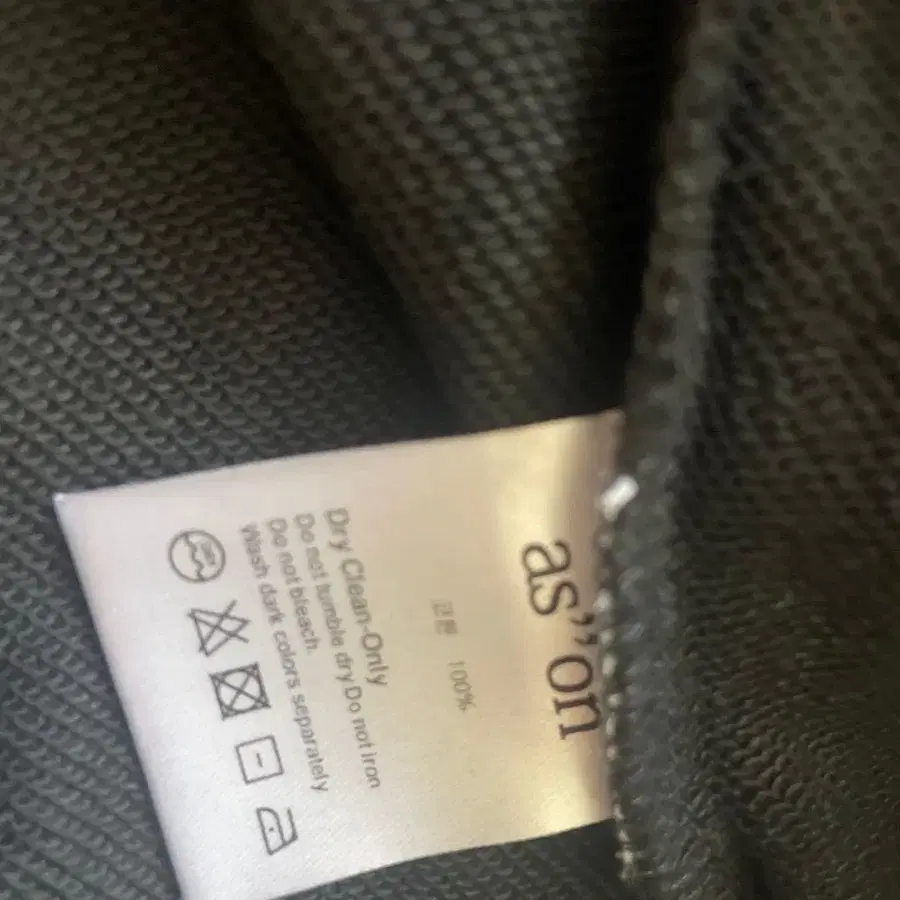 as”on
100%
Dry Clean-Only
Do not tumble dry Do not iron
Do not bleach.
Wash dark colors separately